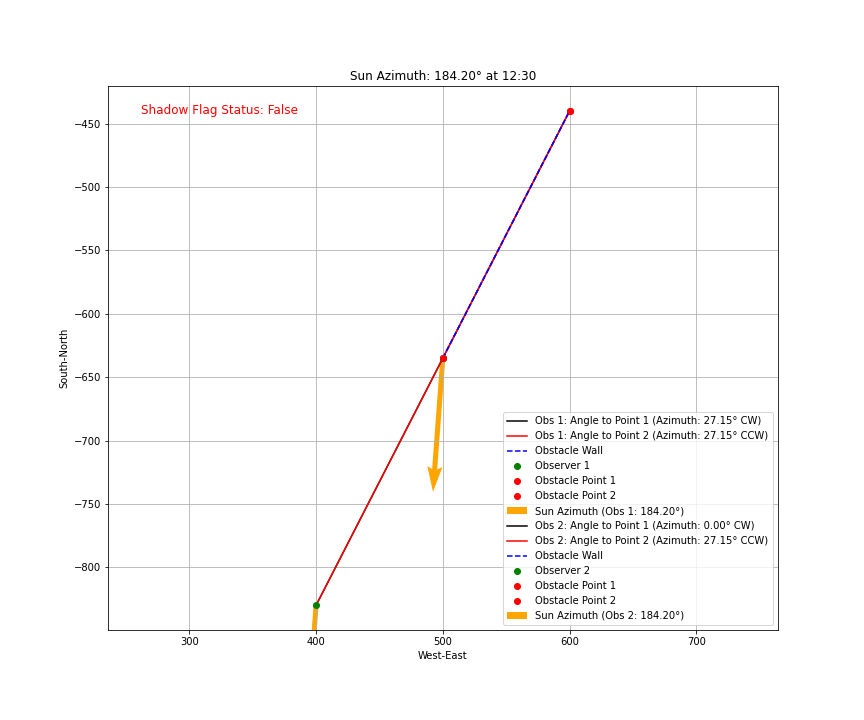 Sun Azimuth: 184.20° at 12:30
Shadow Flag Status: False
−450
−500
−550
−600
−650
−700
−750
−800
South-North
Obs 1: Angle to Point 1 (Azimuth: 27.15° CW)
Obs 1: Angle to Point 2 (Azimuth: 27.15° CCW)
Obstacle Wall
Observer 1
Obstacle Point 1
Obstacle Point 2
Sun Azimuth (Obs 1: 184.20°)
Obs 2: Angle to Point 1 (Azimuth: 0.00° CW)
Obs 2: Angle to Point 2 (Azimuth: 27.15° CCW)
Obstacle Wall
Observer 2
Obstacle Point 1
Obstacle Point 2
Sun Azimuth (Obs 2: 184.20°)
300 400 500 600 700
West-East